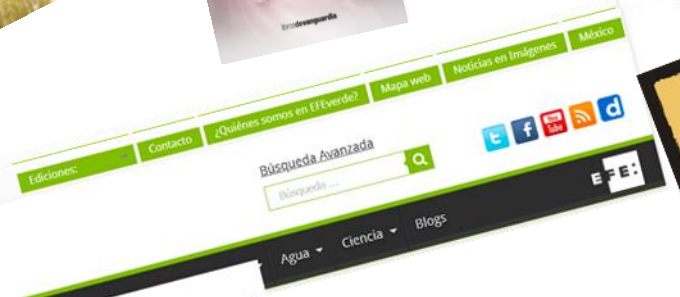 librosdevanguardia
Ediciones: Contacto ¿Quiénes somos en EFEverde? Mapa web Noticias en Imágenes México
Búsqueda Avanzada
Búsqueda ...
You Tube
EFE:
Agua Ciencia Blogs